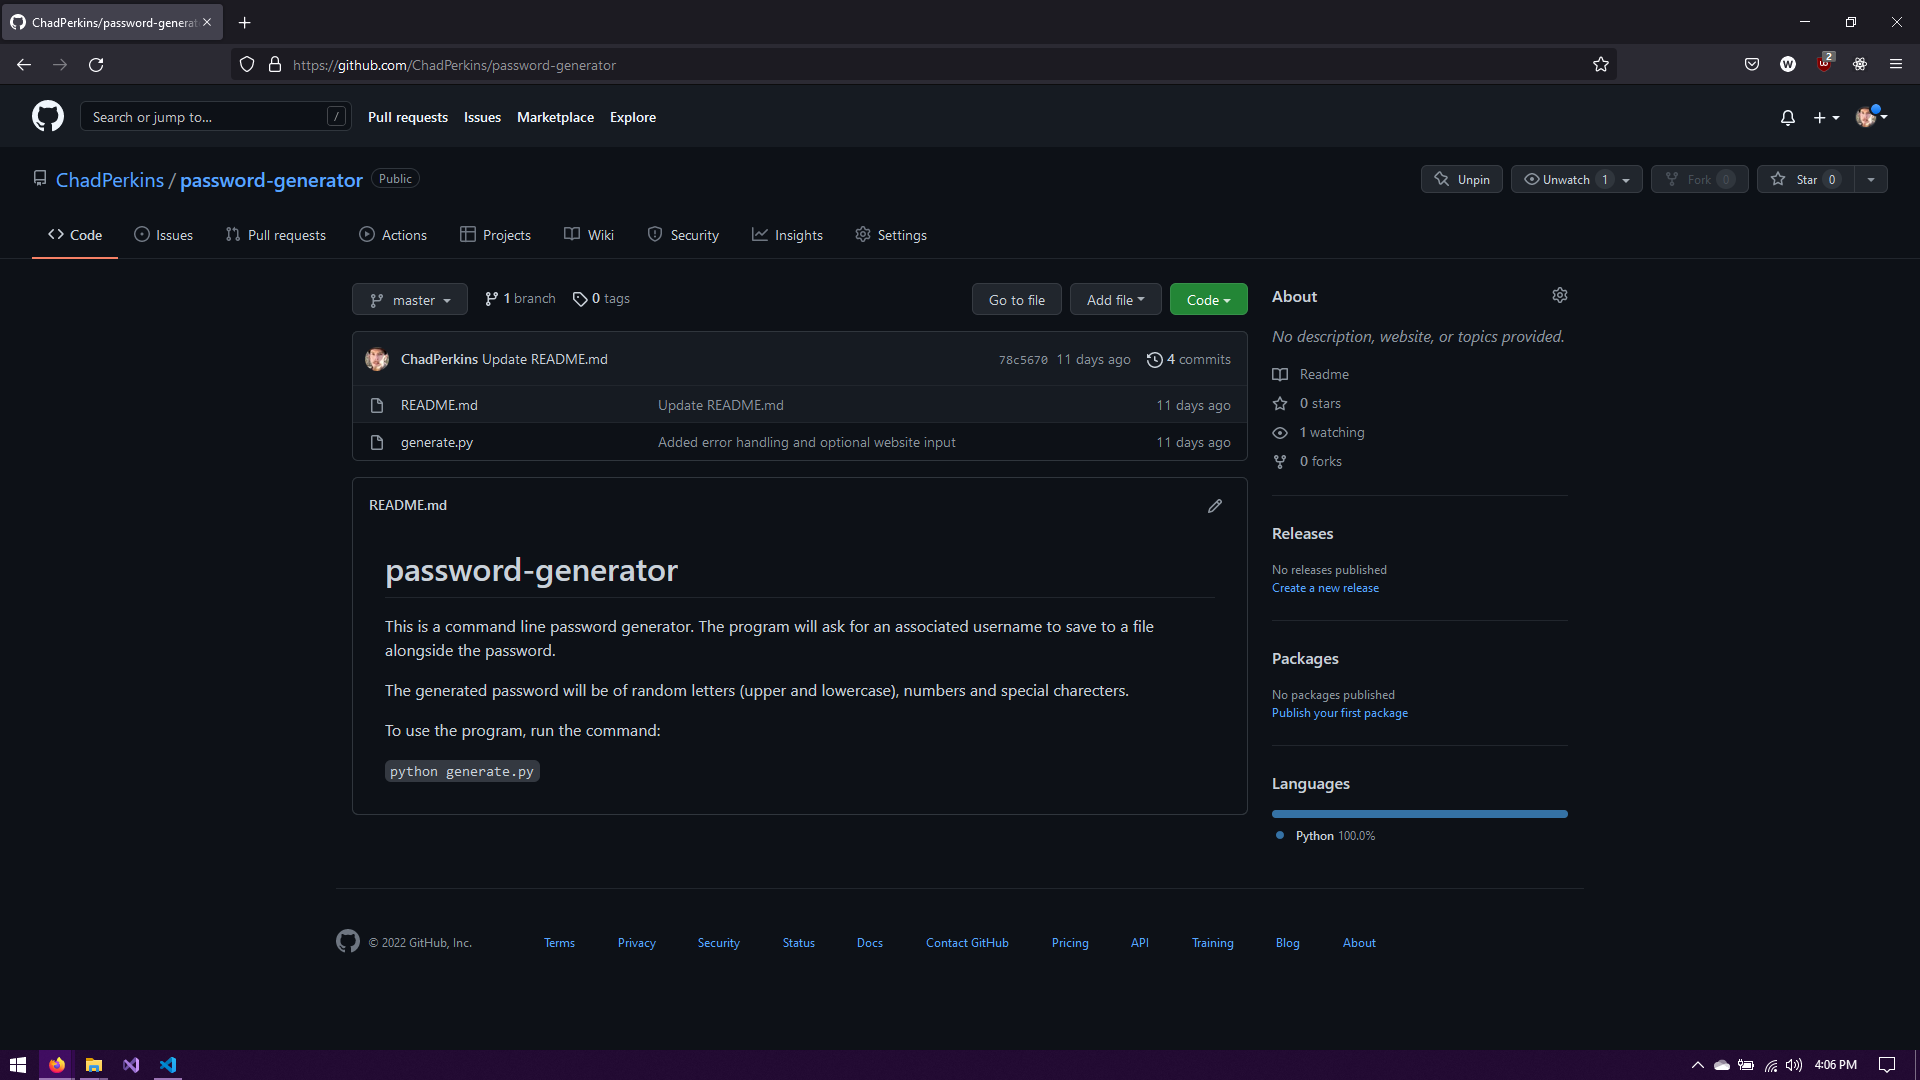 ChadPerkins/password-generat
https://github.com/ChadPerkins/password-generator
2
Search or jump to...
/
Pull requests
Issues
Marketplace
Explore
ChadPerkins / password-generator
Public
Unpin
Unwatch 1
Fork 0
Star 0
Code
Issues
Pull requests
Actions
Projects
Wiki
Security
Insights
Settings
master
1 branch
0 tags
Go to file
Add file
Code
ChadPerkins Update README.md
78c5670 11 days ago
4 commits
README.md
Update README.md
11 days ago
generate.py
Added error handling and optional website input
11 days ago
README.md
password-generator
This is a command line password generator. The program will ask for an associated username to save to a file
alongside the password.
The generated password will be of random letters (upper and lowercase), numbers and special charecters.
To use the program, run the command:
python generate.py
About
No description, website, or topics provided.
Readme
0 stars
1 watching
0 forks
Releases
No releases published
Create a new release
Packages
No packages published
Publish your first package
Languages
Python 100.0%
© 2022 GitHub, Inc.
Terms
Privacy
Security
Status
Docs
Contact GitHub
Pricing
API
Training
Blog
About
4:06 PM